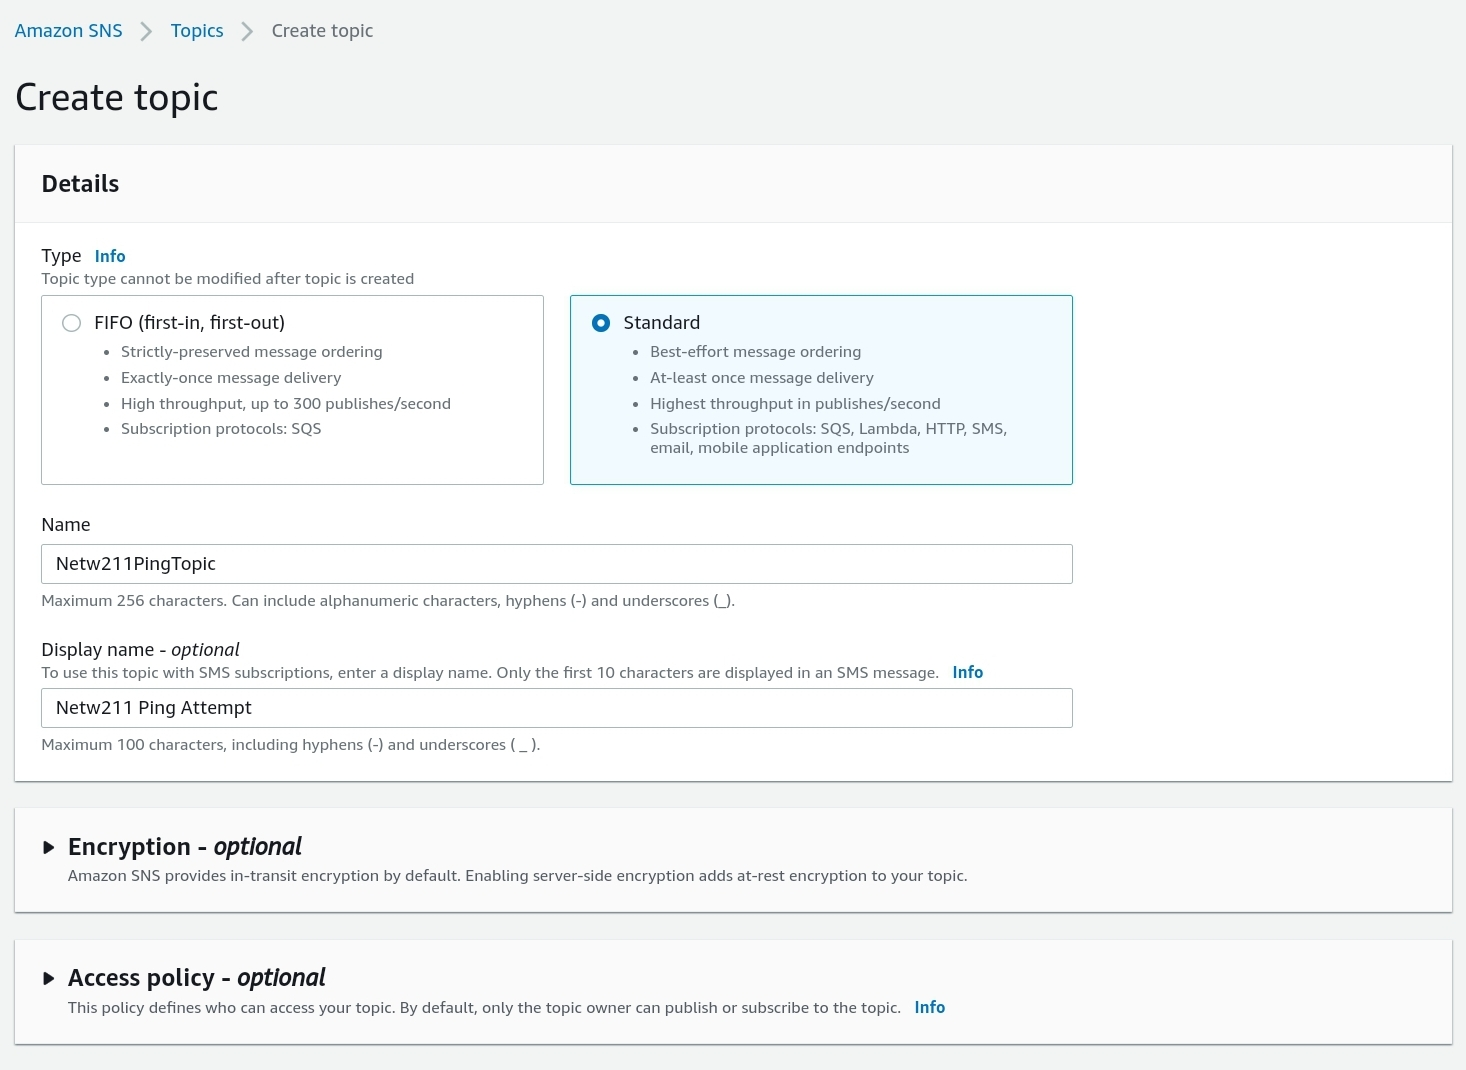 Amazon SNS > Topics > Create topic
Create topic
Details
Type Info
Topic type cannot be modified after topic is created
FIFO (first-in, first-out)
• Strictly-preserved message ordering
• Exactly-once message delivery
• High throughput, up to 300 publishes/second
• Subscription protocols: SQS
Standard
• Best-effort message ordering
• At-least once message delivery
• Highest throughput in publishes/second
• Subscription protocols: SQS, Lambda, HTTP, SMS,
email, mobile application endpoints
Name
Netw211PingTopic
Maximum 256 characters. Can include alphanumeric characters, hyphens (-) and underscores (_).
Display name - optional
To use this topic with SMS subscriptions, enter a display name. Only the first 10 characters are displayed in an SMS message. Info
Netw211 Ping Attempt
Maximum 100 characters, including hyphens (-) and underscores ( _ ).
Encryption - optional
Amazon SNS provides in-transit encryption by default. Enabling server-side encryption adds at-rest encryption to your topic.
Access policy - optional
This policy defines who can access your topic. By default, only the topic owner can publish or subscribe to the topic. Info